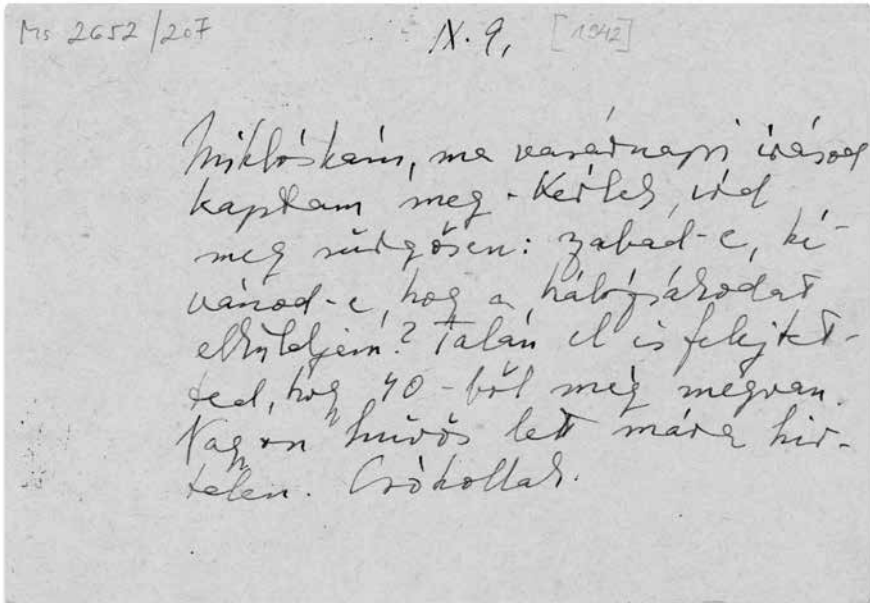 Ms 2652/207 IX. 9, [1942]
Miklóskám, ma vasárnapi írásod
kaptam meg - Kérlek, írd
meg sürgősen: szabad-e, kí-
vánod-e, hogy a hálózsákodat
elküldjem? Talán el is felejtet-
ted, hogy 40-ből még megvan.
Nagyon hűvös lett mára hir-
telen. Csókollak.